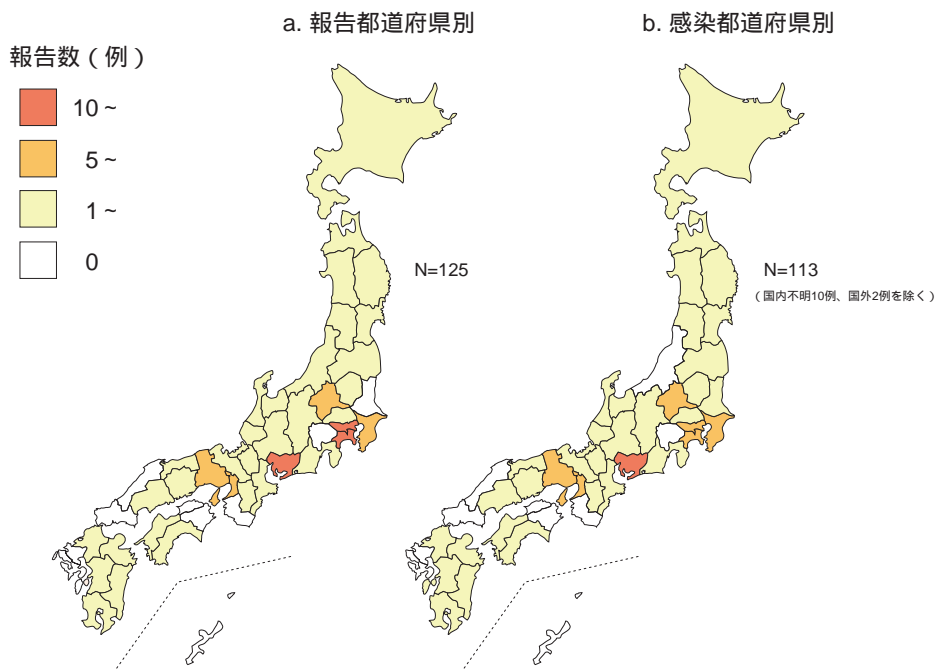 a. 報告都道府県別
b. 感染都道府県別
報告数（例）
10 ~
5 ~
1 ~
0
N=125
N=113
（国内不明10例、国外2例を除く）